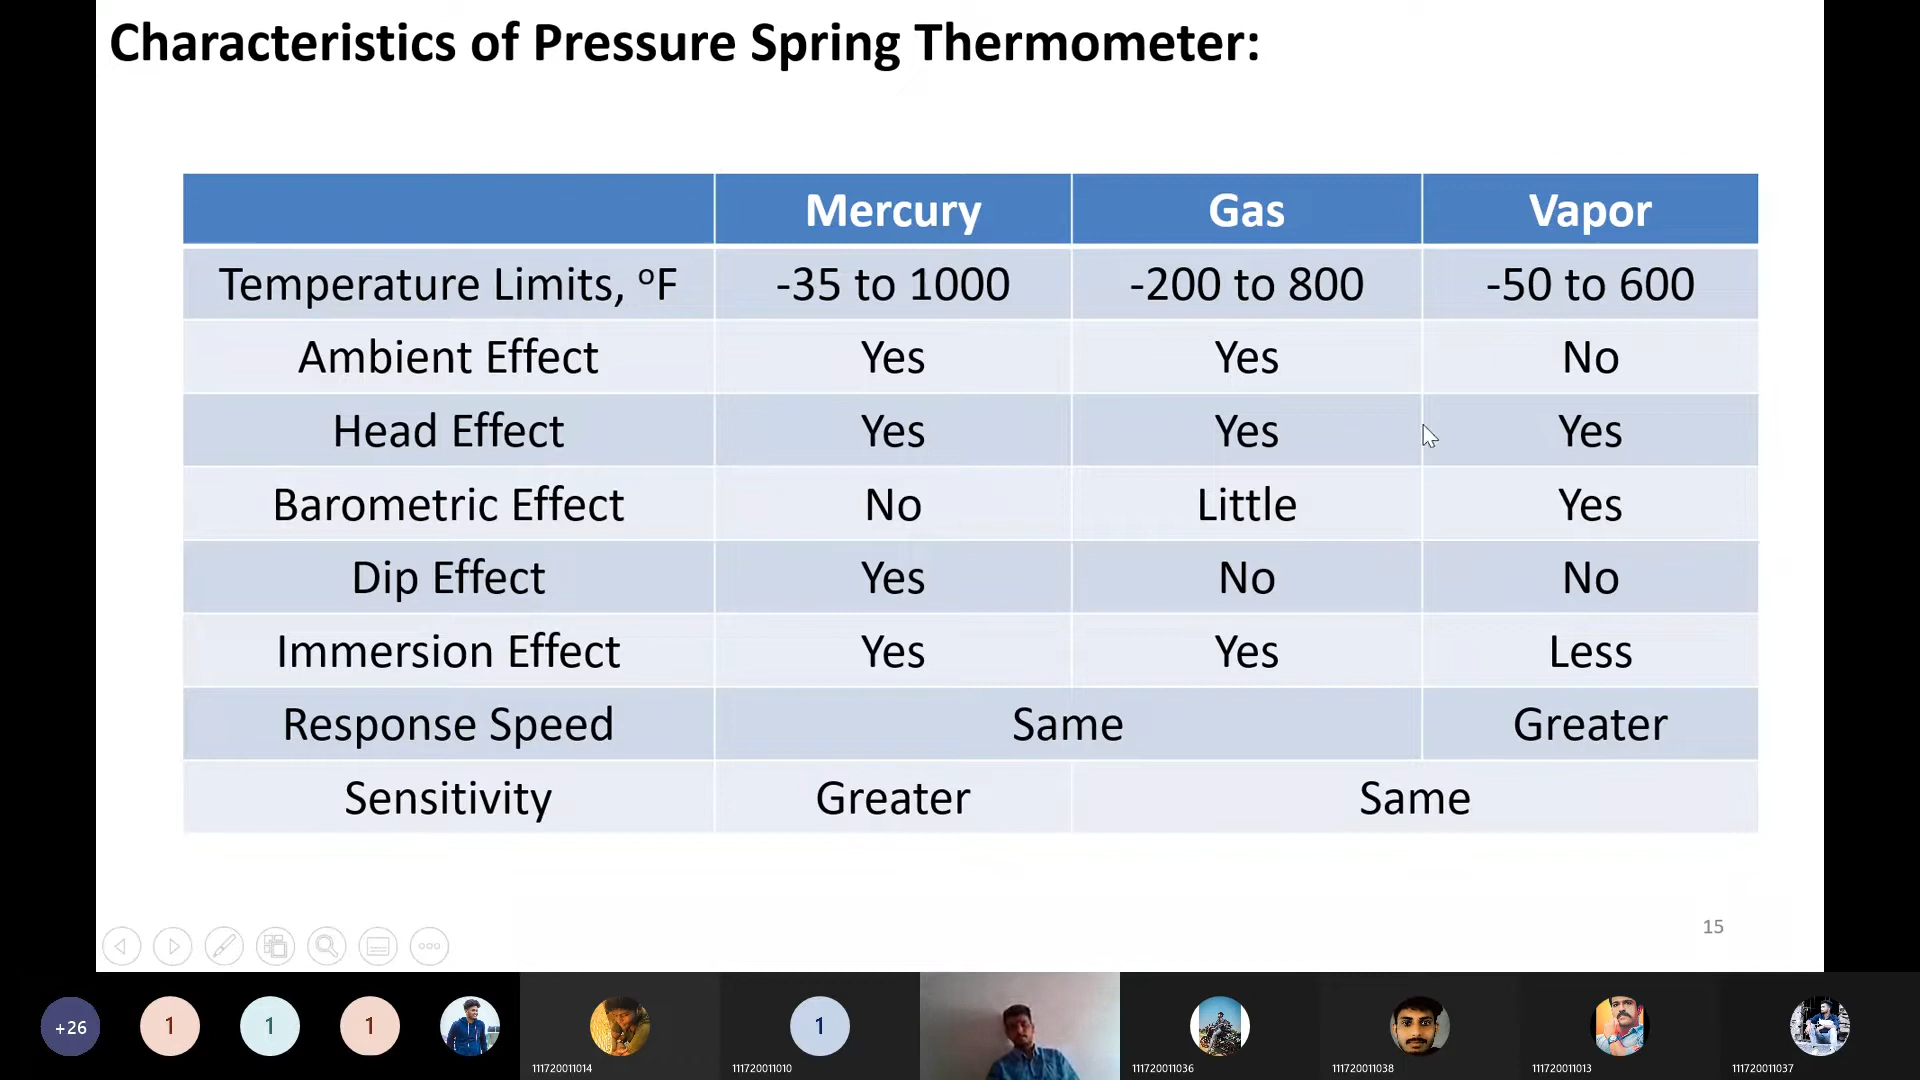 Characteristics of Pressure Spring Thermometer:
Mercury Gas Vapor
Temperature Limits, ºF -35 to 1000 -200 to 800 -50 to 600
Ambient Effect Yes Yes No
Head Effect Yes Yes Yes
Barometric Effect No Little Yes
Dip Effect Yes No No
Immersion Effect Yes Yes Less
Response Speed Same Greater
Sensitivity Greater Same
15
+26 1 1 1 1
111720011014 111720011010 111720011036 111720011038 111720011013 111720011037